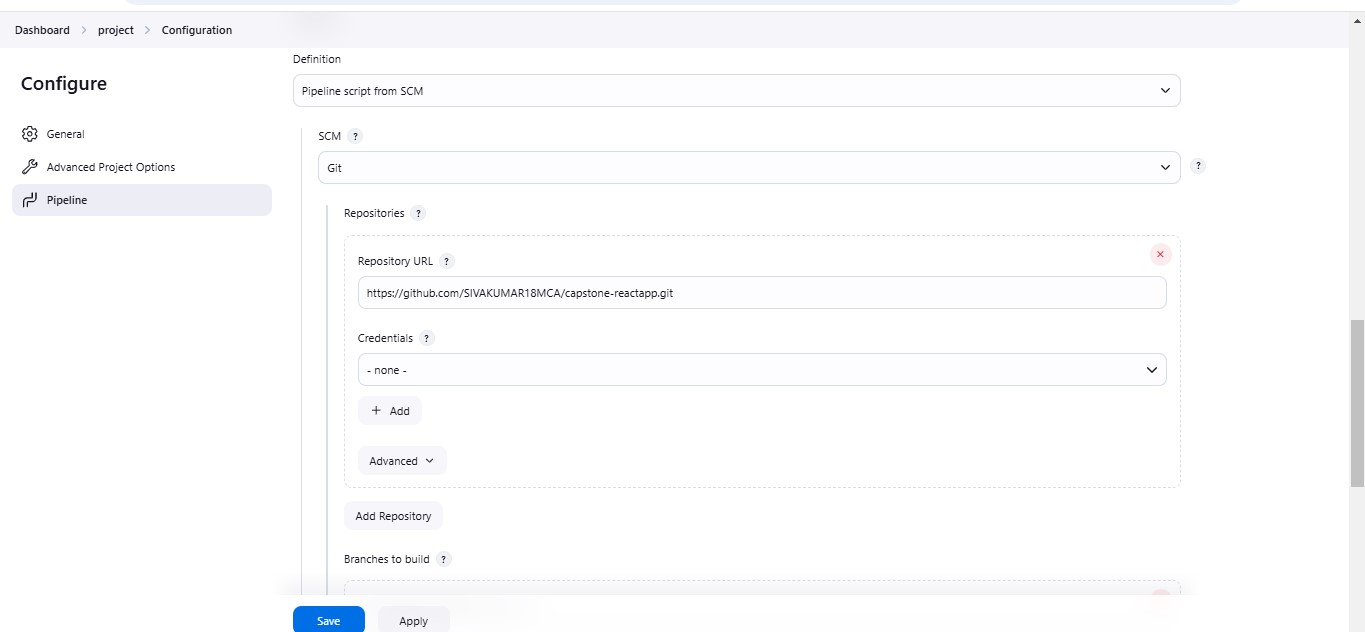 Dashboard > project > Configuration
Configure
General
Advanced Project Options
Pipeline
Definition
Pipeline script from SCM
SCM ?
Git
?
Repositories ?
Repository URL ?
https://github.com/SIVAKUMAR18MCA/capstone-reactapp.git
Credentials ?
- none -
+ Add
Advanced
Add Repository
Branches to build ?
Save
Apply